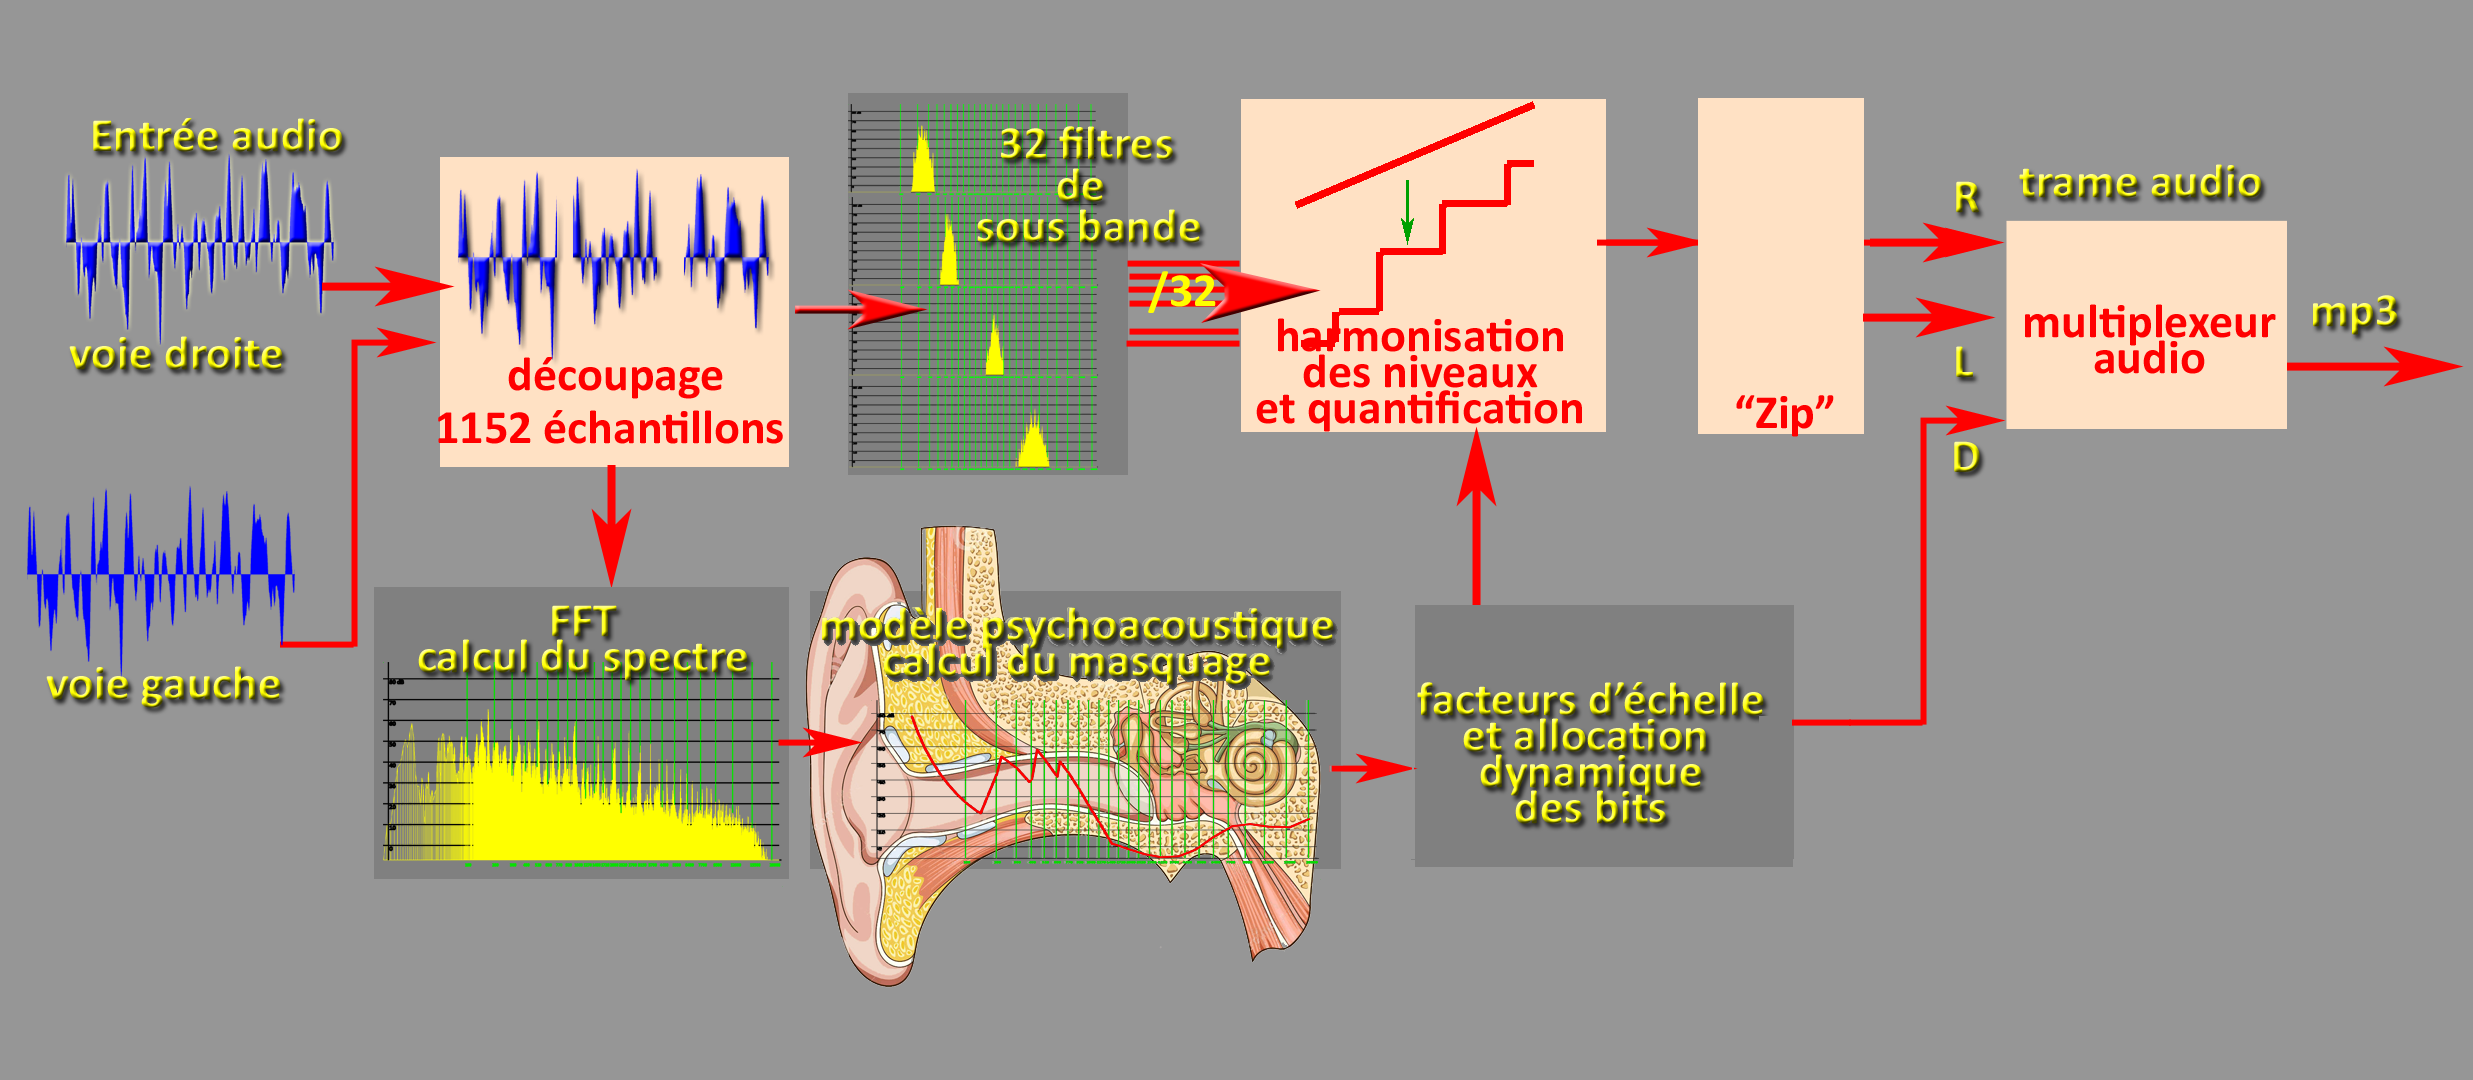 Entrée audio
voie droite
voie gauche
découpage
1152 échantillons
32 filtres
de
sous bande
/32
harmonisation
des niveaux
et quantification
“Zip”
R
L
D
trame audio
multiplexeur
audio
mp3
FFT
calcul du spectre
modèle psychoacoustique
calcul du masquage
facteurs d’échelle
et allocation
dynamique
des bits